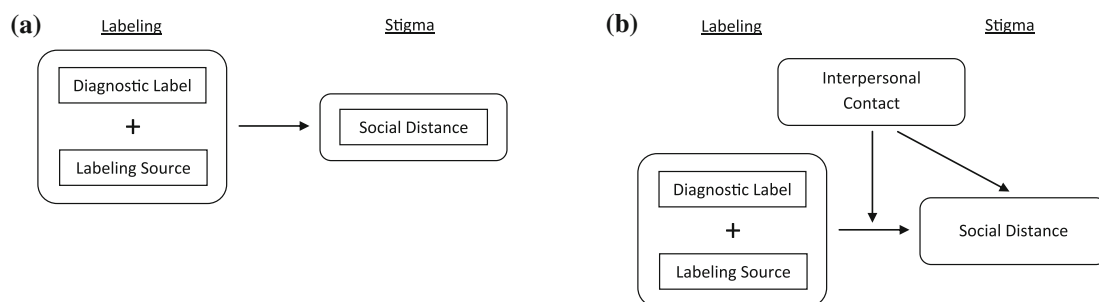 (a)
Labeling
Stigma
Diagnostic Label
+
Labeling Source
Social Distance
(b)
Labeling
Stigma
Interpersonal
Contact
Diagnostic Label
+
Labeling Source
Social Distance